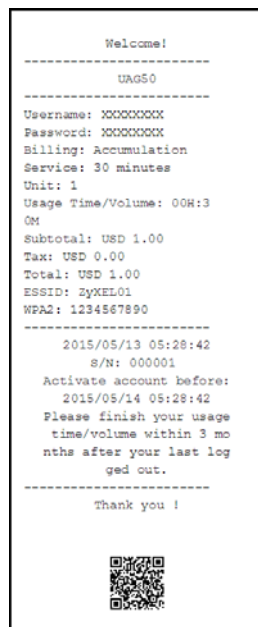 Welcome!
------------------------
UAG50
------------------------
Username: XXXXXXXX
Password: XXXXXXXX
Billing: Accumulation
Service: 30 minutes
Unit: 1
Usage Time/Volume: 00H:3
0M
Subtotal: USD 1.00
Tax: USD 0.00
Total: USD 1.00
ESSID: ZyXEL01
WPA2: 1234567890
------------------------
2015/05/13 05:28:42
S/N: 000001
Activate account before:
2015/05/14 05:28:42
Please finish your usage
time/volume within 3 mo
nths after your last log
ged out.
------------------------
Thank you !